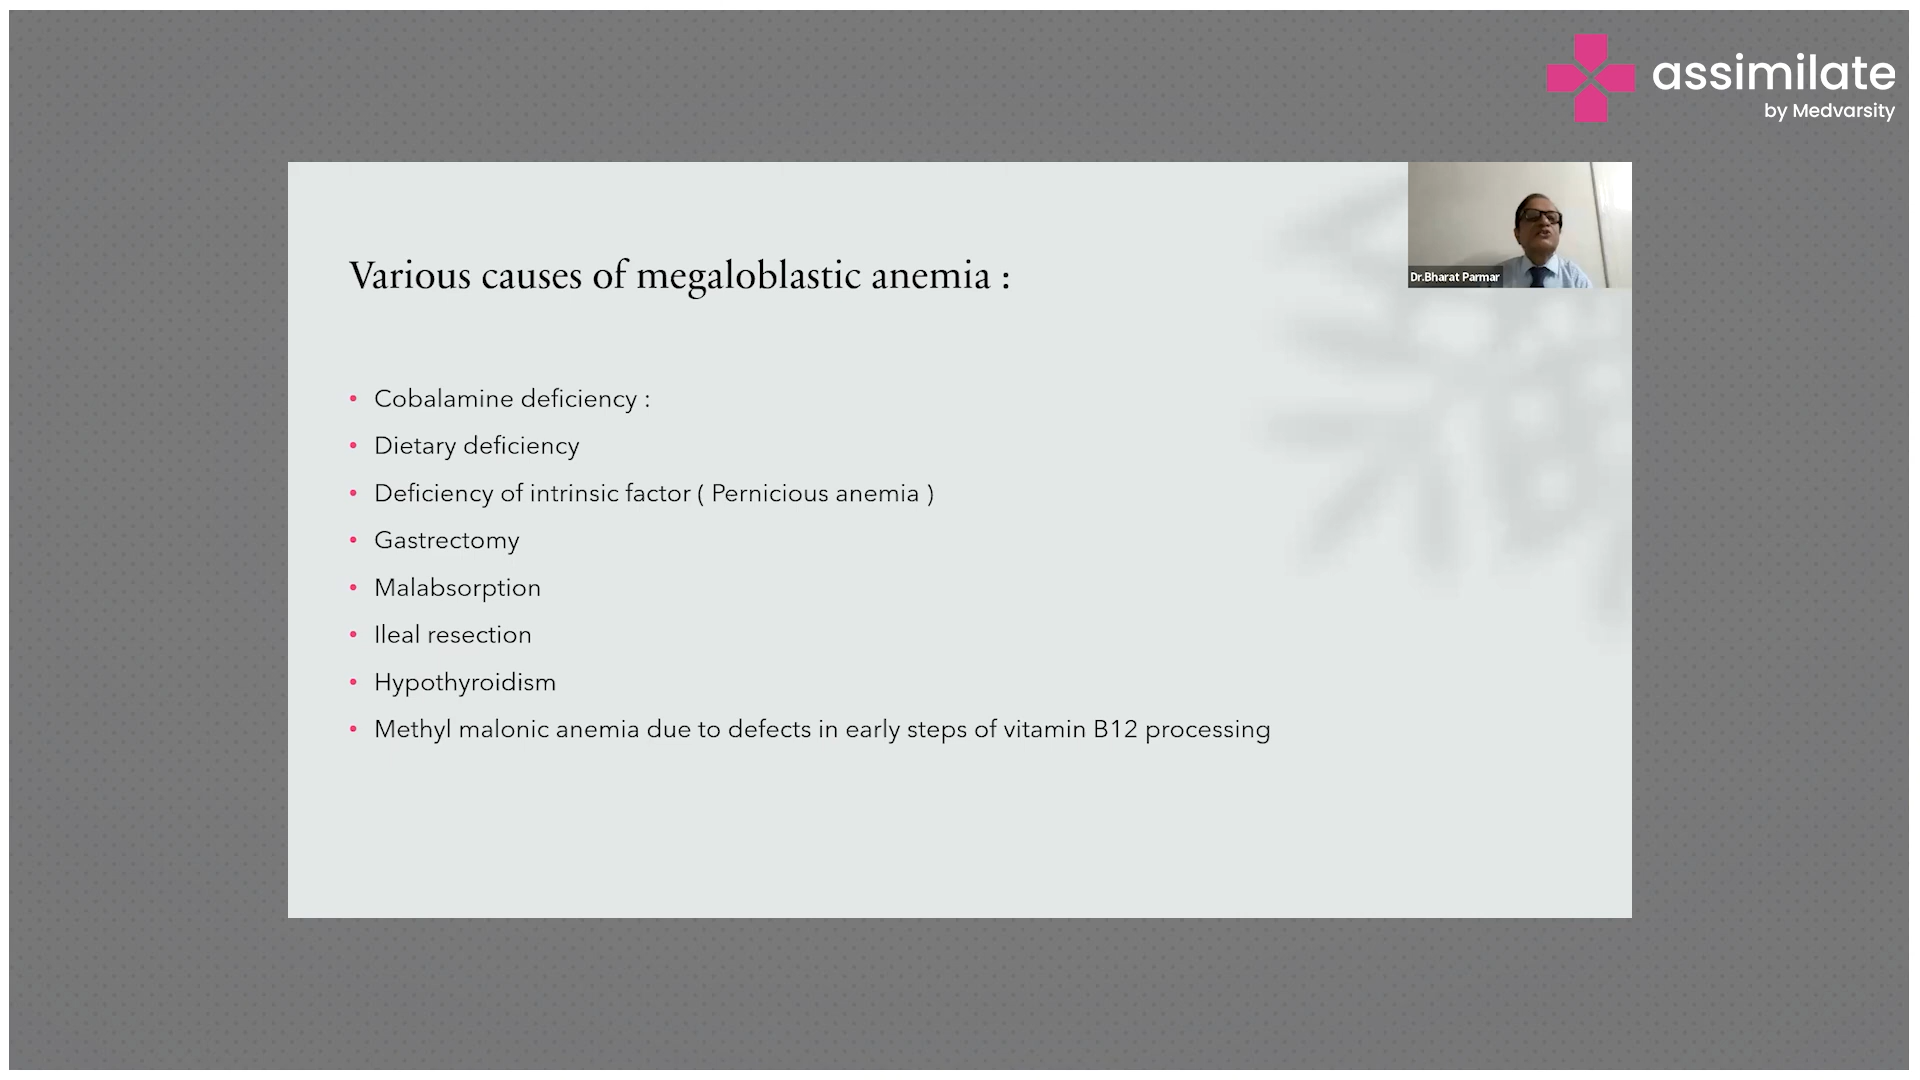 assimilate
by Medvarsity
Dr.Bharat Parmar
Various causes of megaloblastic anemia :
• Cobalamine deficiency :
• Dietary deficiency
• Deficiency of intrinsic factor ( Pernicious anemia )
• Gastrectomy
• Malabsorption
• Ileal resection
• Hypothyroidism
• Methyl malonic anemia due to defects in early steps of vitamin B12 processing